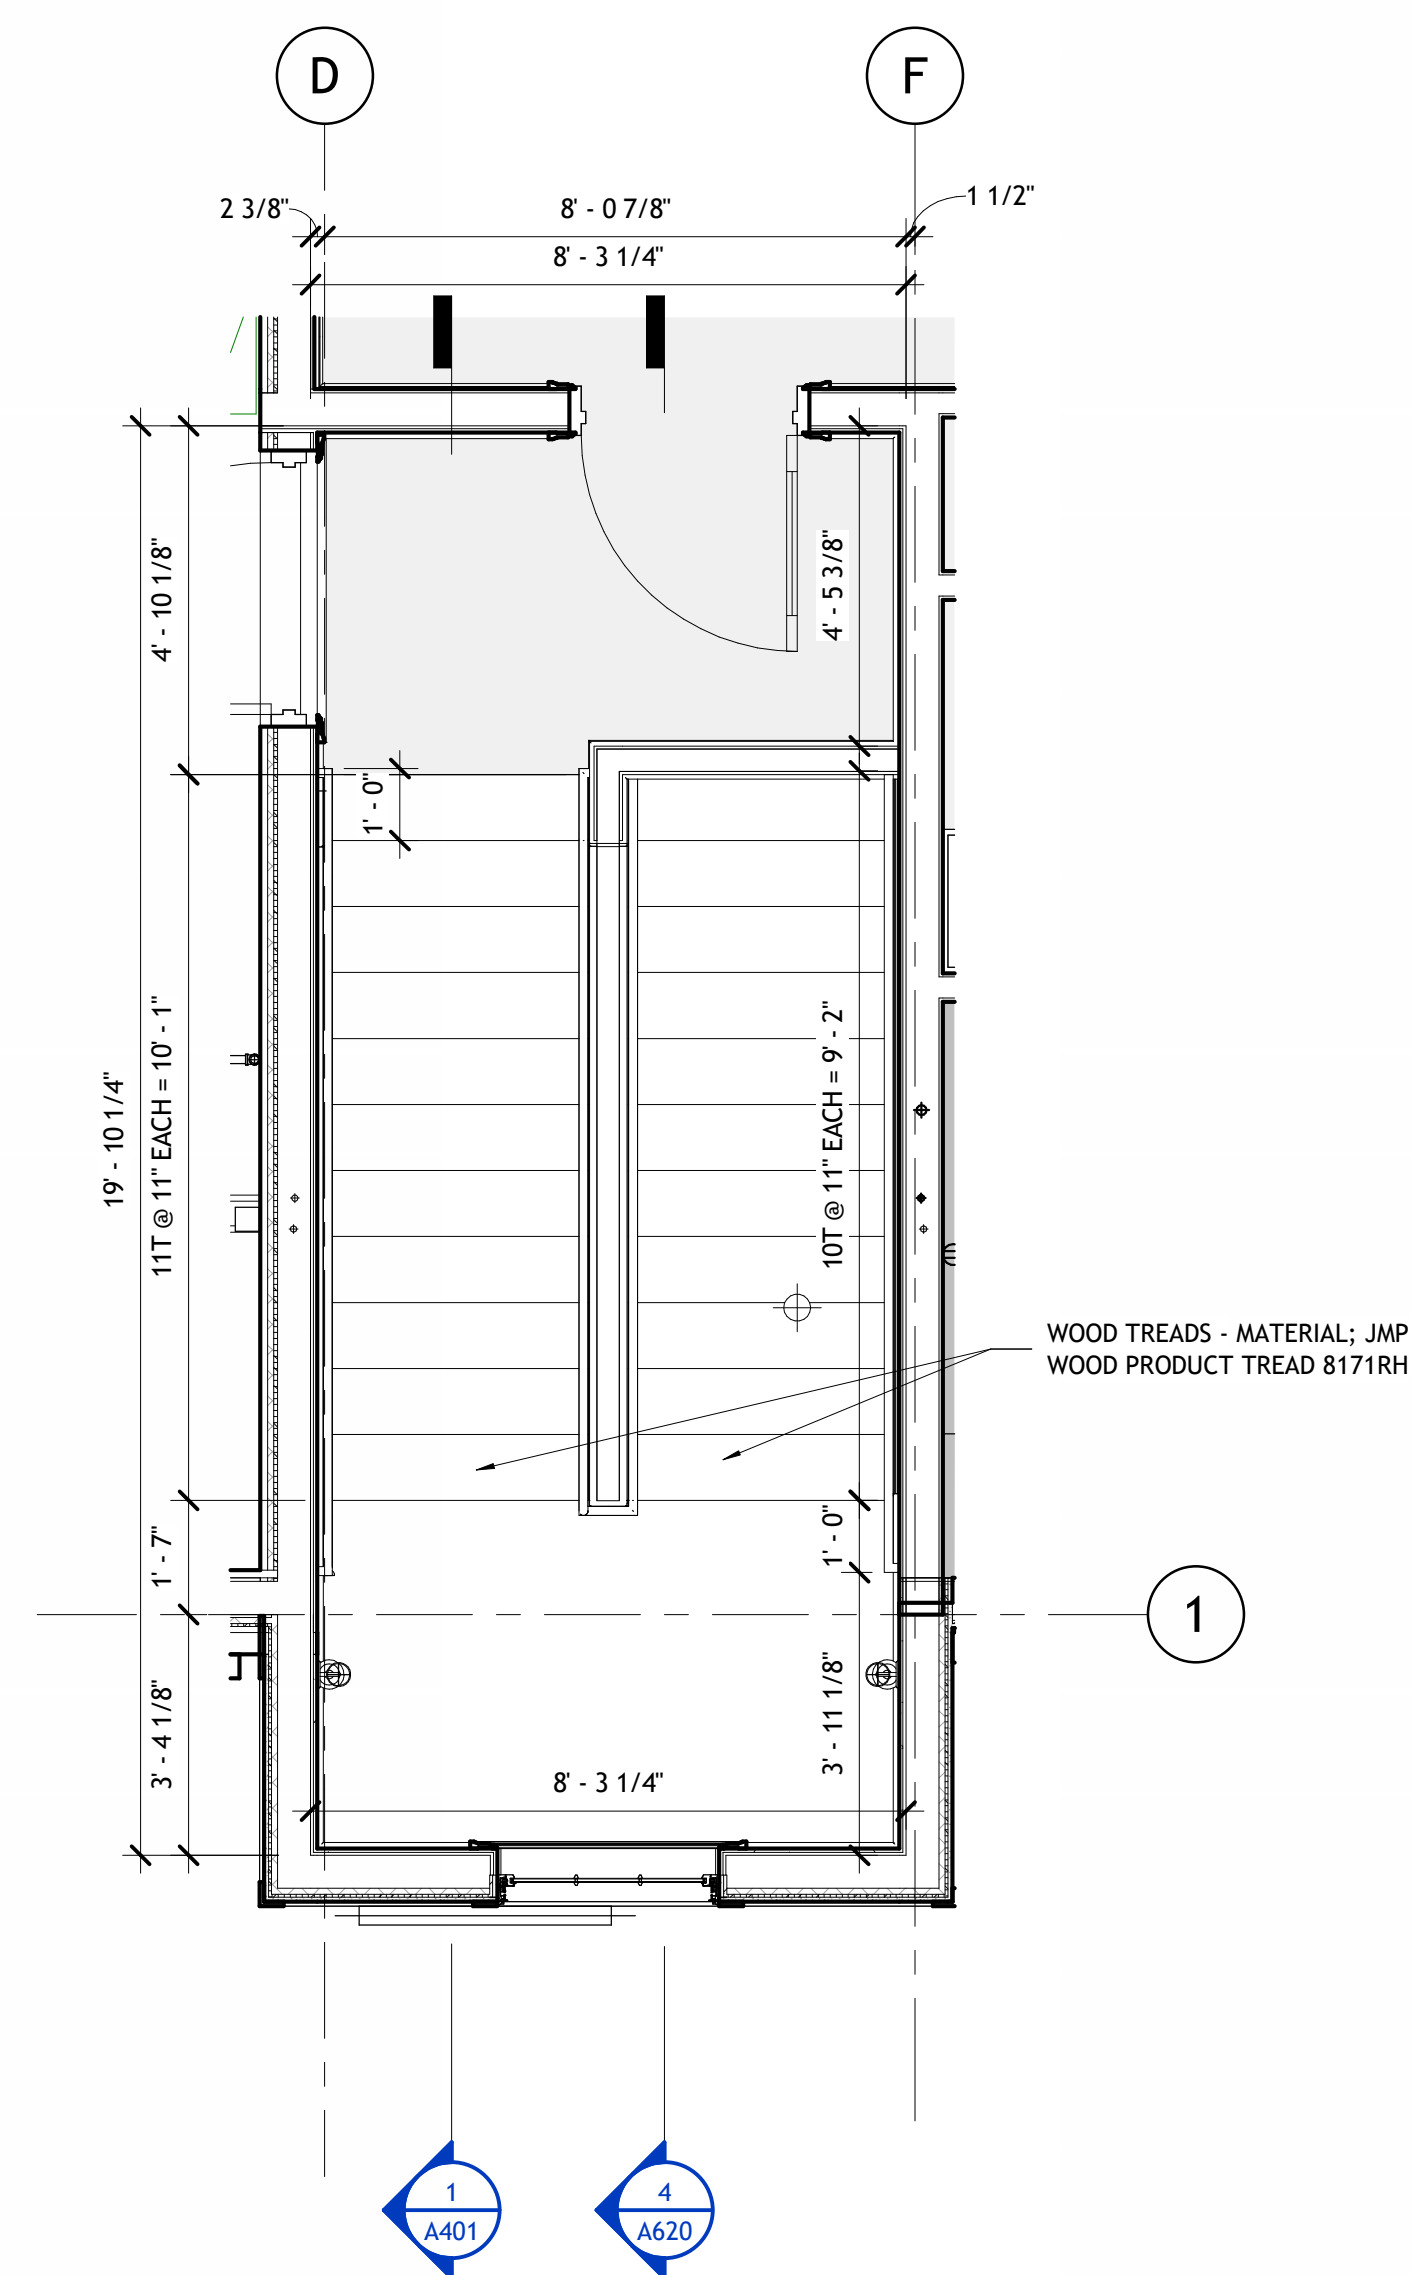 D
F
2 3/8"
8' - 0 7/8"
1 1/2"
8' - 3 1/4"
4' - 10 1/8"
4' - 5 3/8"
1' - 0"
19' - 10 1/4"
11T @ 11" EACH = 10' - 1"
10T @ 11" EACH = 9' - 2"
WOOD TREADS - MATERIAL; JMP
WOOD PRODUCT TREAD 8171RH
1' - 7"
1' - 0"
1
3' - 4 1/8"
3' - 11 1/8"
8' - 3 1/4"
1
A401
4
A620